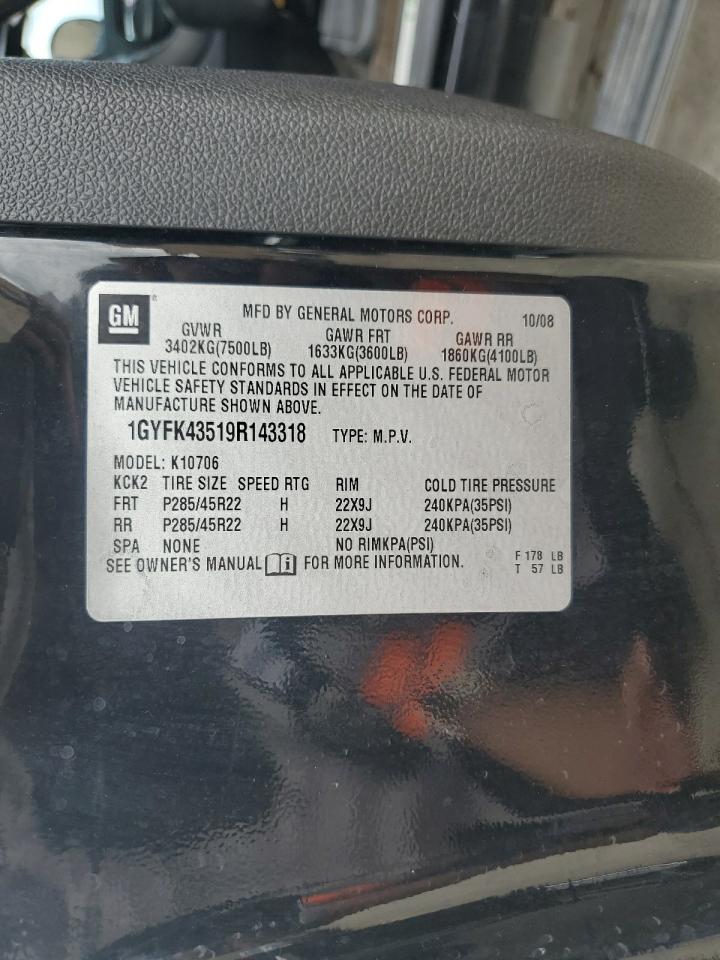 GM ® MFD BY GENERAL MOTORS CORP. 10/08
GVWR GAWR FRT GAWR RR
3402KG(7500LB) 1633KG(3600LB) 1860KG(4100LB)
THIS VEHICLE CONFORMS TO ALL APPLICABLE U.S. FEDERAL MOTOR
VEHICLE SAFETY STANDARDS IN EFFECT ON THE DATE OF
MANUFACTURE SHOWN ABOVE.
1GYFK43519R143318 TYPE: M.P.V.
MODEL: K10706
KCK2 TIRE SIZE SPEED RTG RIM COLD TIRE PRESSURE
FRT P285/45R22 H 22X9J 240KPA(35PSI)
RR P285/45R22 H 22X9J 240KPA(35PSI)
SPA NONE NO RIMKPA(PSI)
SEE OWNER'S MANUAL i FOR MORE INFORMATION. F 178 LB
T 57 LB